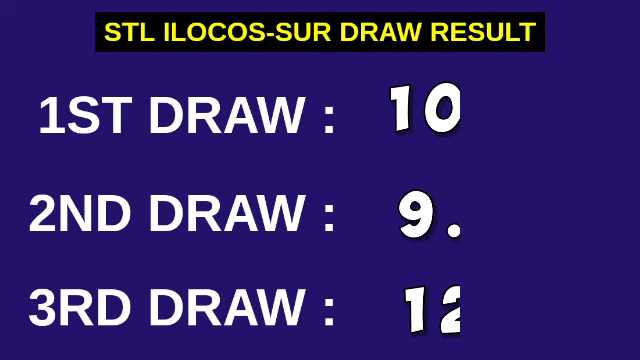 STL ILOCOS-SUR DRAW RESULT
1ST DRAW : 10
2ND DRAW : 9.
3RD DRAW : 12